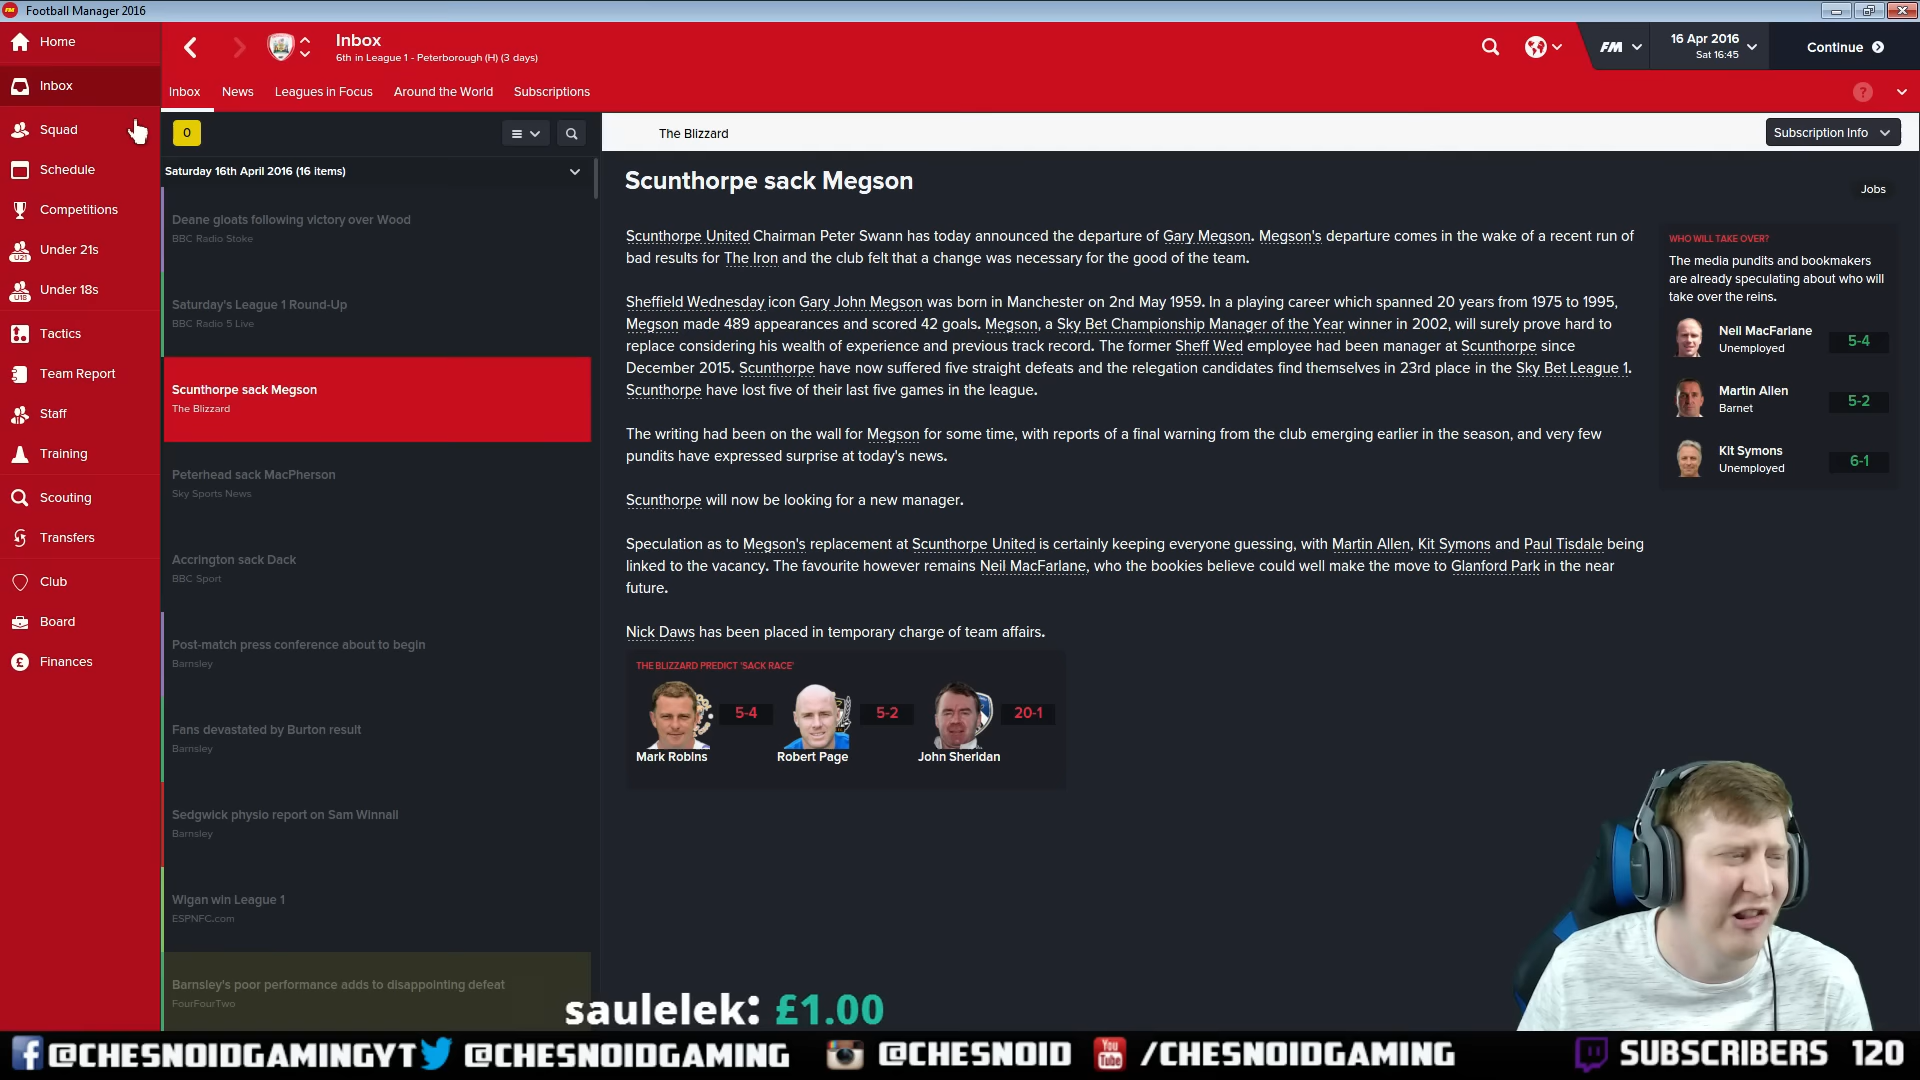 Football Manager 2016
Home
Inbox
Squad
Schedule
Competitions
Under 21s
Under 18s
Tactics
Team Report
Staff
Training
Scouting
Transfers
Club
Board
Finances
Inbox
6th in League 1 - Peterborough (H) (3 days)
FM
16 Apr 2016
Sat 16:45
Continue
Inbox
News
Leagues in Focus
Around the World
Subscriptions
0
Saturday 16th April 2016 (16 items)
Deane gloats following victory over Wood
BBC Radio Stoke
Saturday's League 1 Round-Up
BBC Radio 5 Live
Scunthorpe sack Megson
The Blizzard
Peterhead sack MacPherson
Sky Sports News
Accrington sack Dack
BBC Sport
Post-match press conference about to begin
Barnsley
Fans devastated by Burton result
Barnsley
Sedgwick physio report on Sam Winnall
Barnsley
Wigan win League 1
ESPNFC.com
Barnsley's poor performance adds to disappointing defeat
FourFourTwo
The Blizzard
Subscription Info
Scunthorpe sack Megson
Jobs
Scunthorpe United Chairman Peter Swann has today announced the departure of Gary Megson. Megson's departure comes in the wake of a recent run of
bad results for The Iron and the club felt that a change was necessary for the good of the team.
Sheffield Wednesday icon Gary John Megson was born in Manchester on 2nd May 1959. In a playing career which spanned 20 years from 1975 to 1995,
Megson made 489 appearances and scored 42 goals. Megson, a Sky Bet Championship Manager of the Year winner in 2002, will surely prove hard to
replace considering his wealth of experience and previous track record. The former Sheff Wed employee had been manager at Scunthorpe since
December 2015. Scunthorpe have now suffered five straight defeats and the relegation candidates find themselves in 23rd place in the Sky Bet League 1.
Scunthorpe have lost five of their last five games in the league.
The writing had been on the wall for Megson for some time, with reports of a final warning from the club emerging earlier in the season, and very few
pundits have expressed surprise at today's news.
Scunthorpe will now be looking for a new manager.
Speculation as to Megson's replacement at Scunthorpe United is certainly keeping everyone guessing, with Martin Allen, Kit Symons and Paul Tisdale being
linked to the vacancy. The favourite however remains Neil MacFarlane, who the bookies believe could well make the move to Glanford Park in the near
future.
Nick Daws has been placed in temporary charge of team affairs.
THE BLIZZARD PREDICT 'SACK RACE'
5-4
5-2
20-1
Mark Robins
Robert Page
John Sheridan
WHO WILL TAKE OVER?
The media pundits and bookmakers
are already speculating about who will
take over the reins.
Neil MacFarlane
Unemployed
5-4
Martin Allen
Barnet
5-2
Kit Symons
Unemployed
6-1
saulelek: £1.00
@CHESNOIDGAMINGYT @CHESNOIDGAMING @CHESNOID You Tube /CHESNOIDGAMING SUBSCRIBERS 120